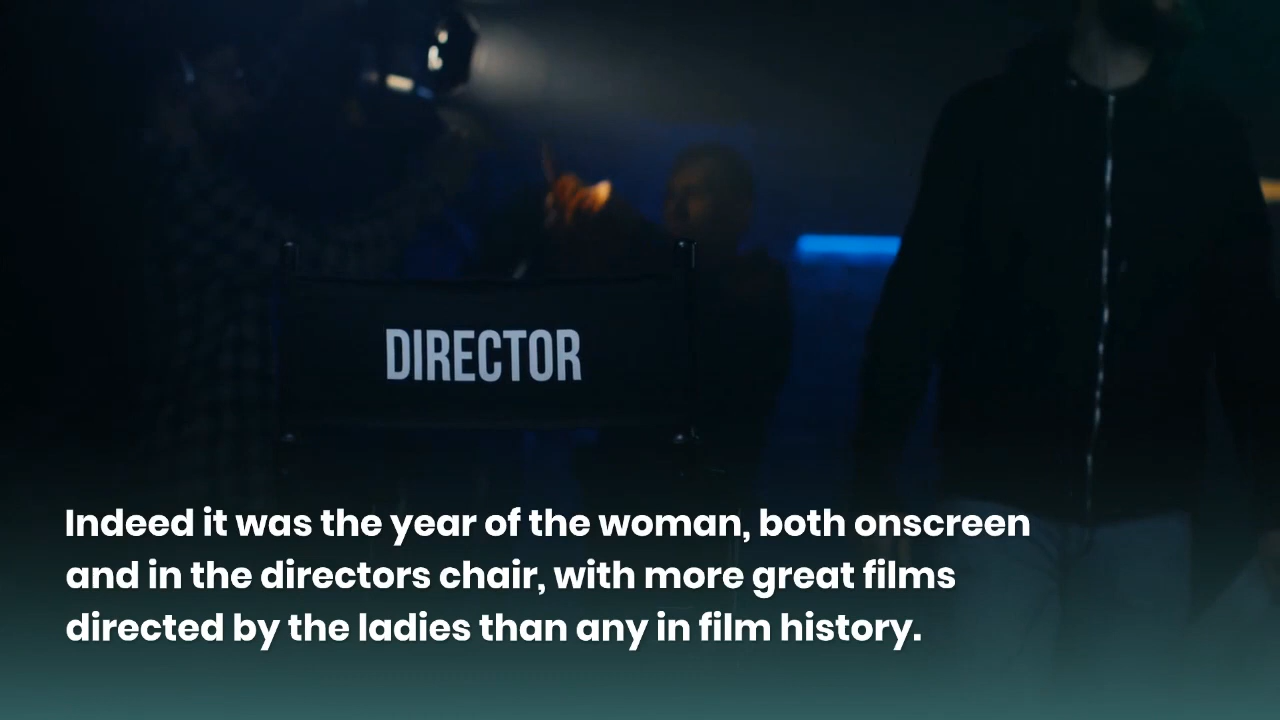 DIRECTOR
Indeed it was the year of the woman, both onscreen
and in the directors chair, with more great films
directed by the ladies than any in film history.